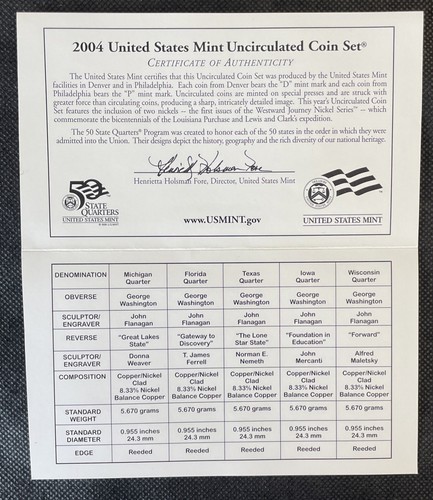 2004 United States Mint Uncirculated Coin Set®
CERTIFICATE OF AUTHENTICITY
The United States Mint certifies that this Uncirculated Coin Set was produced by the United States Mint
facilities in Denver and in Philadelphia. Each coin from Denver bears the "D" mint mark and each coin from
Philadelphia bears the "P" mint mark. Uncirculated coins are minted on special presses and are struck with
greater force than circulating coins, producing a sharp, intricately detailed image. This year's Uncirculated Coin
Set features the inclusion of two nickels – the first issues of the Westward Journey Nickel Series™ – which
commemorate the bicentennials of the Louisiana Purchase and Lewis and Clark's expedition.
The 50 State Quarters® Program was created to honor each of the 50 states in the order in which they were
admitted into the Union. Their designs depict the history, geography and the rich diversity of our national heritage.
Henrietta Holsman Fore
Henrietta Holsman Fore, Director, United States Mint
50
STATE
QUARTERS
UNITED STATES MINT
www.USMINT.gov
UNITED STATES MINT
DENOMINATION Michigan Quarter Florida Quarter Texas Quarter Iowa Quarter Wisconsin Quarter
OBVERSE George Washington George Washington George Washington George Washington George Washington
SCULPTOR/ENGRAVER John Flanagan John Flanagan John Flanagan John Flanagan John Flanagan
REVERSE "Great Lakes State" "Gateway to Discovery" "The Lone Star State" "Foundation in Education" "Forward"
SCULPTOR/ENGRAVER Donna Weaver T. James Ferrell Norman E. Nemeth John Mercanti Alfred Maletsky
COMPOSITION Copper/Nickel Clad 8.33% Nickel Balance Copper Copper/Nickel Clad 8.33% Nickel Balance Copper Copper/Nickel Clad 8.33% Nickel Balance Copper Copper/Nickel Clad 8.33% Nickel Balance Copper Copper/Nickel Clad 8.33% Nickel Balance Copper
STANDARD WEIGHT 5.670 grams 5.670 grams 5.670 grams 5.670 grams 5.670 grams
STANDARD DIAMETER 0.955 inches 24.3 mm 0.955 inches 24.3 mm 0.955 inches 24.3 mm 0.955 inches 24.3 mm 0.955 inches 24.3 mm
EDGE Reeded Reeded Reeded Reeded Reeded